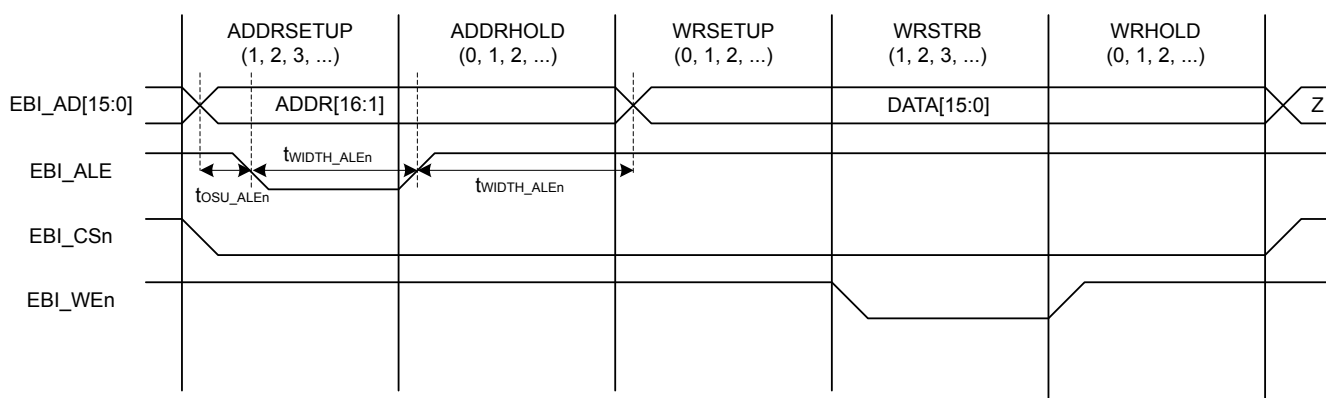 ADDRSETUP
(1, 2, 3, ...)
ADDRHOLD
(0, 1, 2, ...)
WRSETUP
(0, 1, 2, ...)
WRSTRB
(1, 2, 3, ...)
WRHOLD
(0, 1, 2, ...)
EBI_AD[15:0]
ADDR[16:1]
DATA[15:0]
Z
EBI_ALE
tWIDTH_ALEn
tOSU_ALEn
tWIDTH_ALEn
EBI_CSn
EBI_WEn